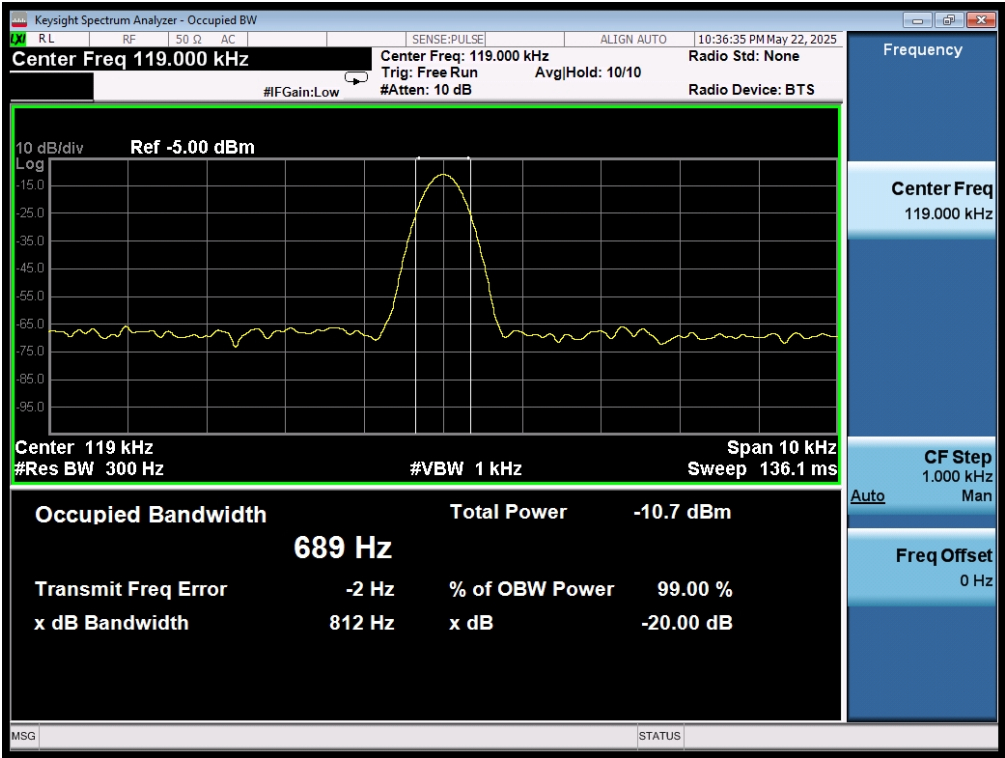 Keysight Spectrum Analyzer - Occupied BW
LXI RL RF 50 Ω AC SENSE:PULSE ALIGN AUTO 10:36:35 PM May 22, 2025
Center Freq 119.000 kHz
Center Freq: 119.000 kHz Radio Std: None
Trig: Free Run Avg|Hold: 10/10
#IFGain:Low #Atten: 10 dB Radio Device: BTS
Frequency
10 dB/div Ref -5.00 dBm
Log
-15.0
-25.0
-35.0
-45.0
-55.0
-65.0
-75.0
-85.0
-95.0
Center 119 kHz Span 10 kHz
#Res BW 300 Hz #VBW 1 kHz Sweep 136.1 ms
Occupied Bandwidth Total Power -10.7 dBm
689 Hz
Transmit Freq Error -2 Hz % of OBW Power 99.00 %
x dB Bandwidth 812 Hz x dB -20.00 dB
Center Freq
119.000 kHz
CF Step
1.000 kHz
Auto Man
Freq Offset
0 Hz
MSG STATUS